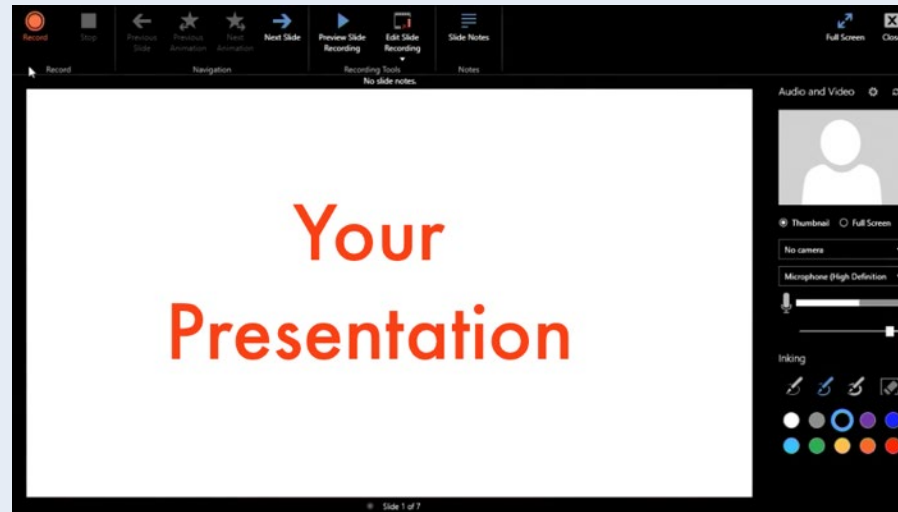 Record
Stop
Previous Slide
Previous Animation
Next Animation
Next Slide
Preview Slide Recording
Edit Slide Recording
Slide Notes
Full Screen
Record
Navigation
Recording Tools
Notes
No slide notes.
Your
Presentation
Audio and Video
Thumbnail
Full Screen
No camera
Microphone (High Definition
Inking
Slide 1 of 7